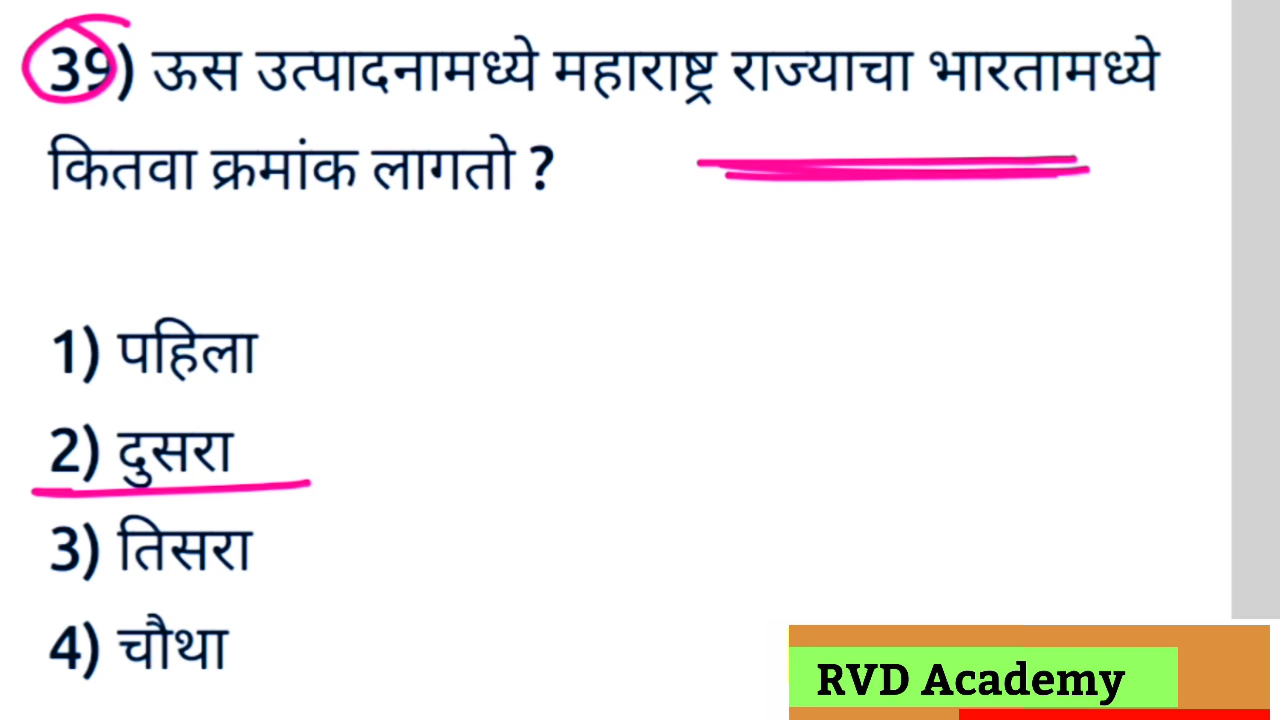 39) ऊस उत्पादनामध्ये महाराष्ट्र राज्याचा भारतामध्ये
कितवा क्रमांक लागतो ?
1) पहिला
2) दुसरा
3) तिसरा
4) चौथा
RVD Academy